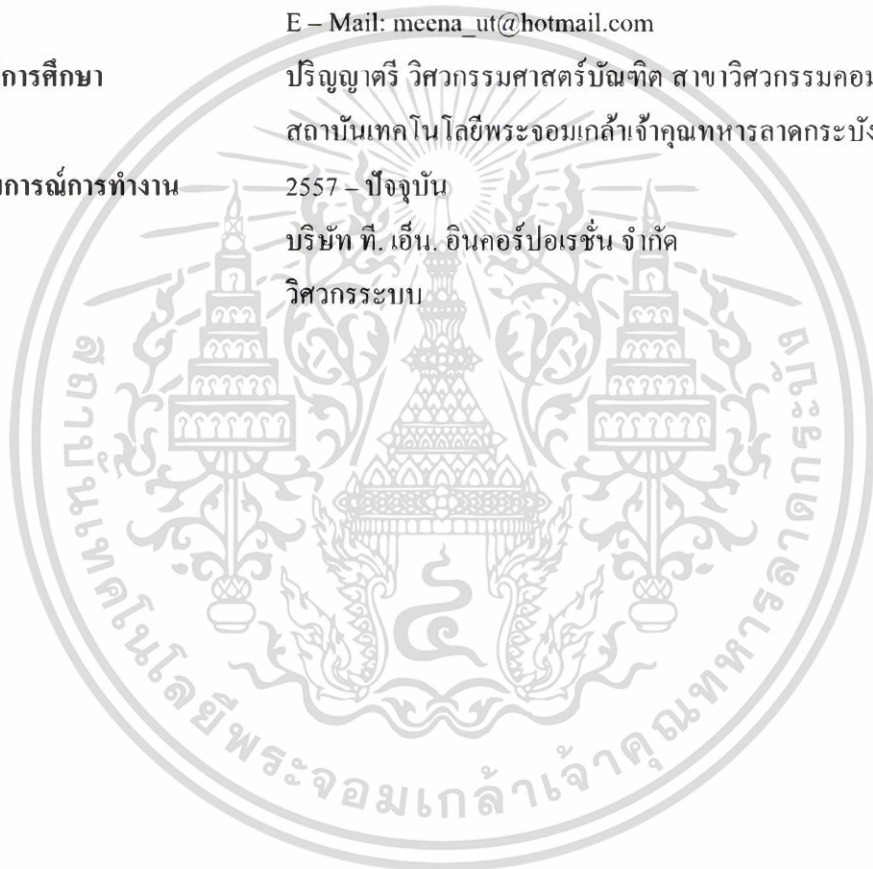 E – Mail: meena_ut@hotmail.com
การศึกษา ปริญญาตรี วิศวกรรมศาสตร์บัณฑิต สาขาวิศวกรรมคอม
สถาบันเทคโนโลยีพระจอมเกล้าเจ้าคุณทหารลาดกระบัง
การณ์การทำงาน 2557 – ปัจจุบัน
บริษัท ที. เอ็น. อินคอร์ปอเรชั่น จำกัด
วิศวกรระบบ
สถาบันเทคโนโลยีพระจอมเกล้าเจ้าคุณทหารลาดกระบัง